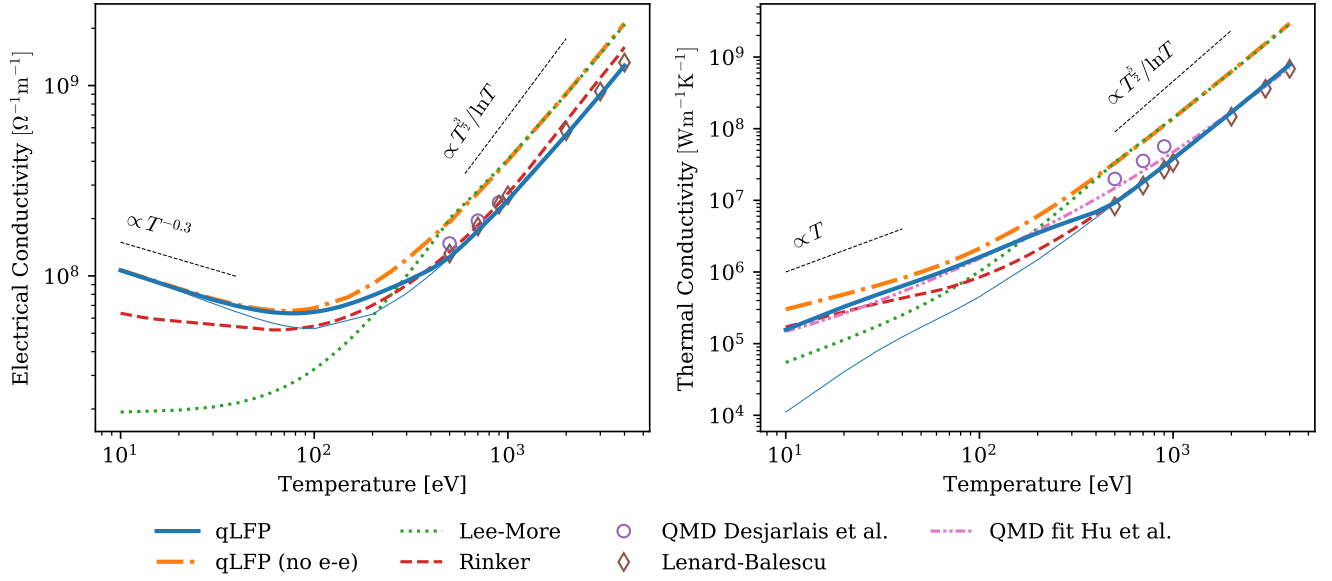 Electrical Conductivity [Ω⁻¹m⁻¹]
10⁹
10⁸
∝T⁻⁰·³
∝T^{3/2}/lnT
10¹ 10² 10³
Temperature [eV]
Thermal Conductivity [Wm⁻¹K⁻¹]
10⁹
10⁸
10⁷
10⁶
10⁵
10⁴
∝T
∝T^{5/2}/lnT
10¹ 10² 10³
Temperature [eV]
qLFP Lee-More QMD Desjarlais et al. QMD fit Hu et al.
qLFP (no e-e) Rinker Lenard-Balescu